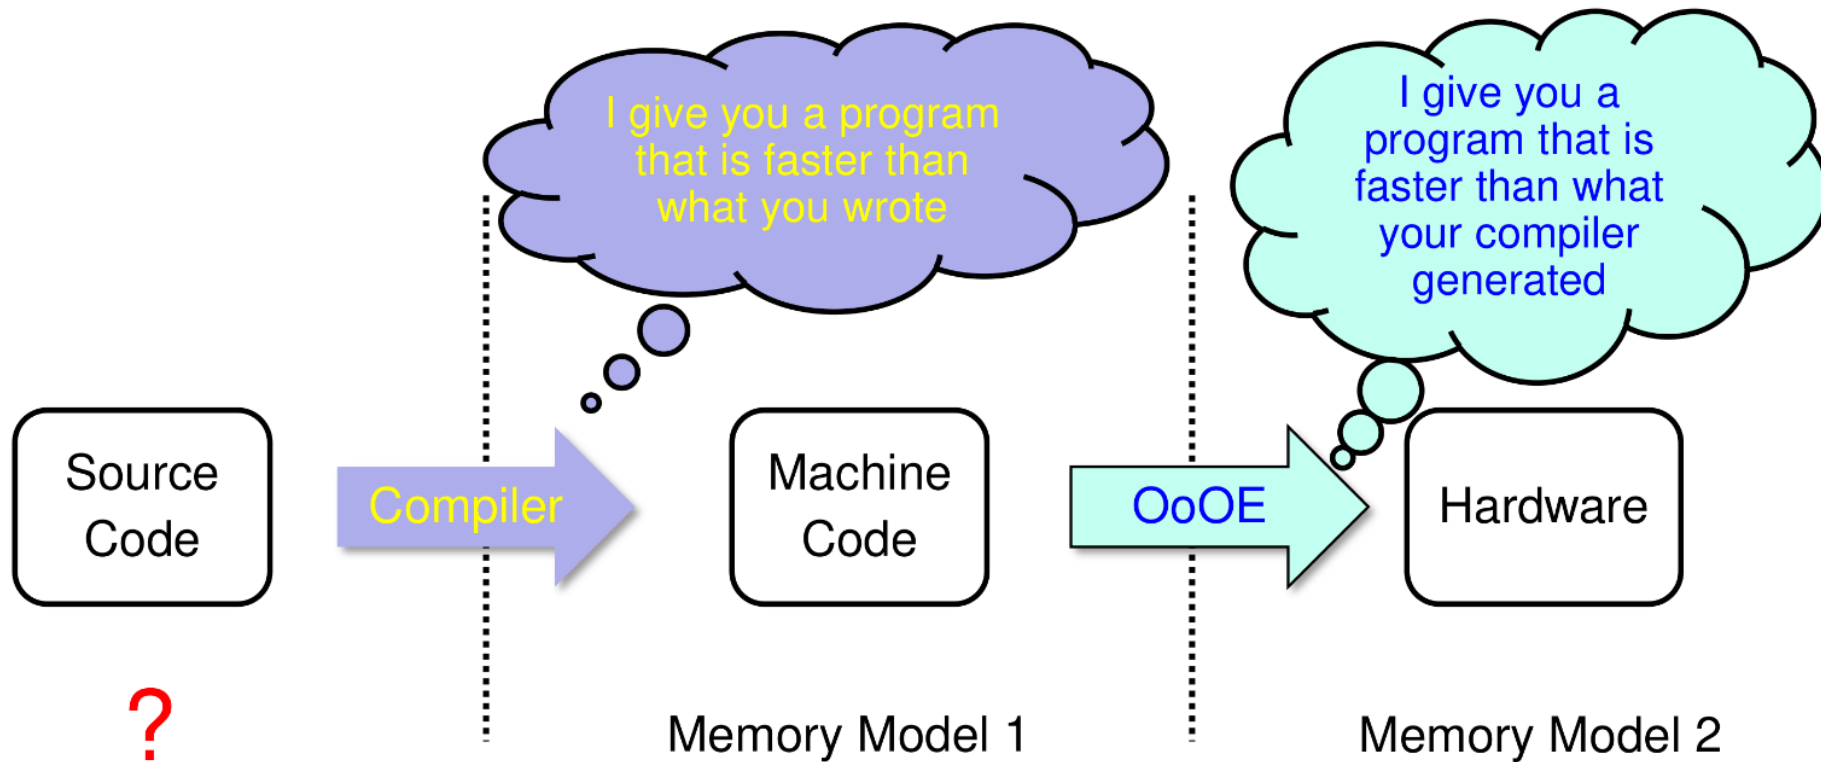 I give you a program
that is faster than
what you wrote
I give you a
program that is
faster than what
your compiler
generated
Source
Code
Compiler
Machine
Code
OoOE
Hardware
?
Memory Model 1
Memory Model 2